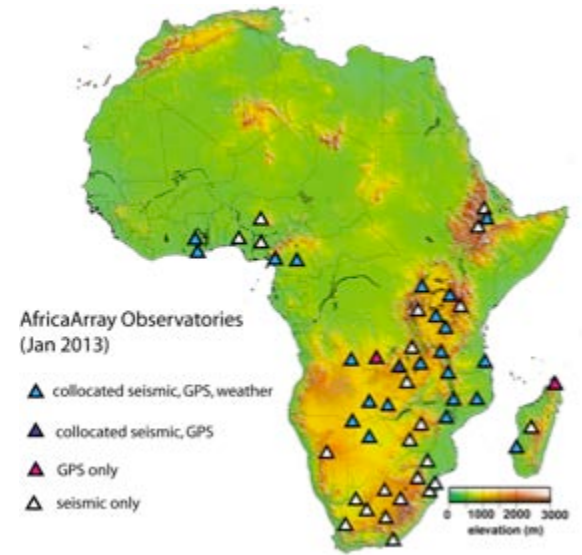 AfricaArray Observatories
(Jan 2013)
collocated seismic, GPS, weather
collocated seismic, GPS
GPS only
seismic only
0 1000 2000 3000
elevation (m)